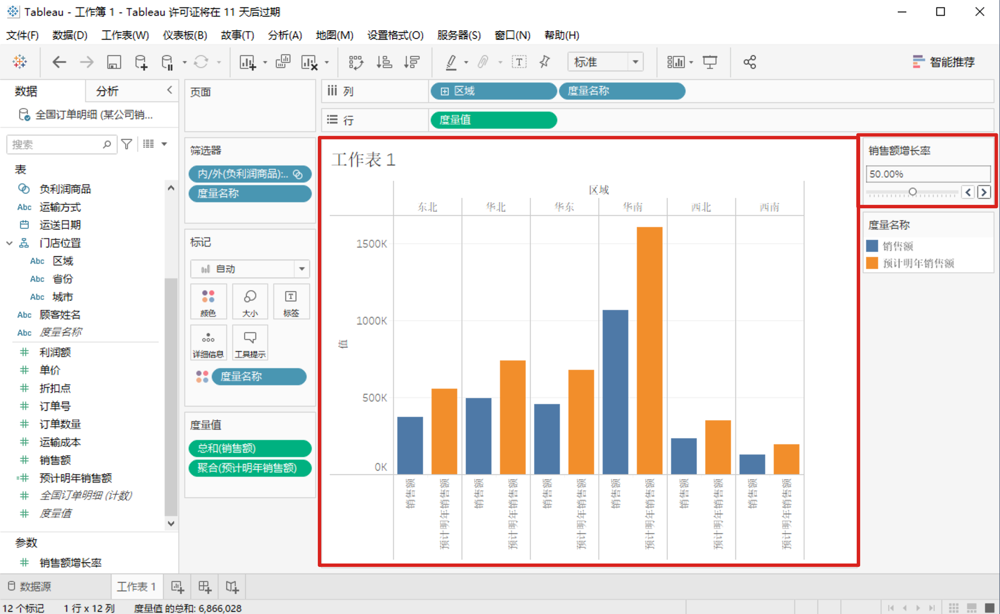 Tableau - 工作簿 1 - Tableau 许可证将在 11 天后过期
文件(F) 数据(D) 工作表(W) 仪表板(B) 故事(T) 分析(A) 地图(M) 设置格式(O) 服务器(S) 窗口(N) 帮助(H)
标准
智能推荐
数据
分析
全国订单明细 (某公司销...
搜索
表
负利润商品
Abc 运输方式
运送日期
门店位置
Abc 区域
Abc 省份
Abc 城市
Abc 顾客姓名
Abc 度量名称
利润额
单价
折扣点
订单号
订单数量
运输成本
销售额
预计明年销售额
全国订单明细 (计数)
度量值
参数
销售额增长率
页面
筛选器
内/外(负利润商品):..
度量名称
标记
自动
颜色
大小
T
标签
详细信息
工具提示
度量名称
度量值
总和(销售额)
聚合(预计明年销售额)
列
区域
度量名称
行
度量值
工作表 1
区域
东北
华北
华东
华南
西北
西南
值
1500K
1000K
500K
0K
销售额
预计明年销售额
销售额
预计明年销售额
销售额
预计明年销售额
销售额
预计明年销售额
销售额
预计明年销售额
销售额
预计明年销售额
销售额增长率
50.00%
度量名称
销售额
预计明年销售额
数据源
工作表 1
12 个标记 1 行 x 12 列 度量值 的总和: 6,866,028